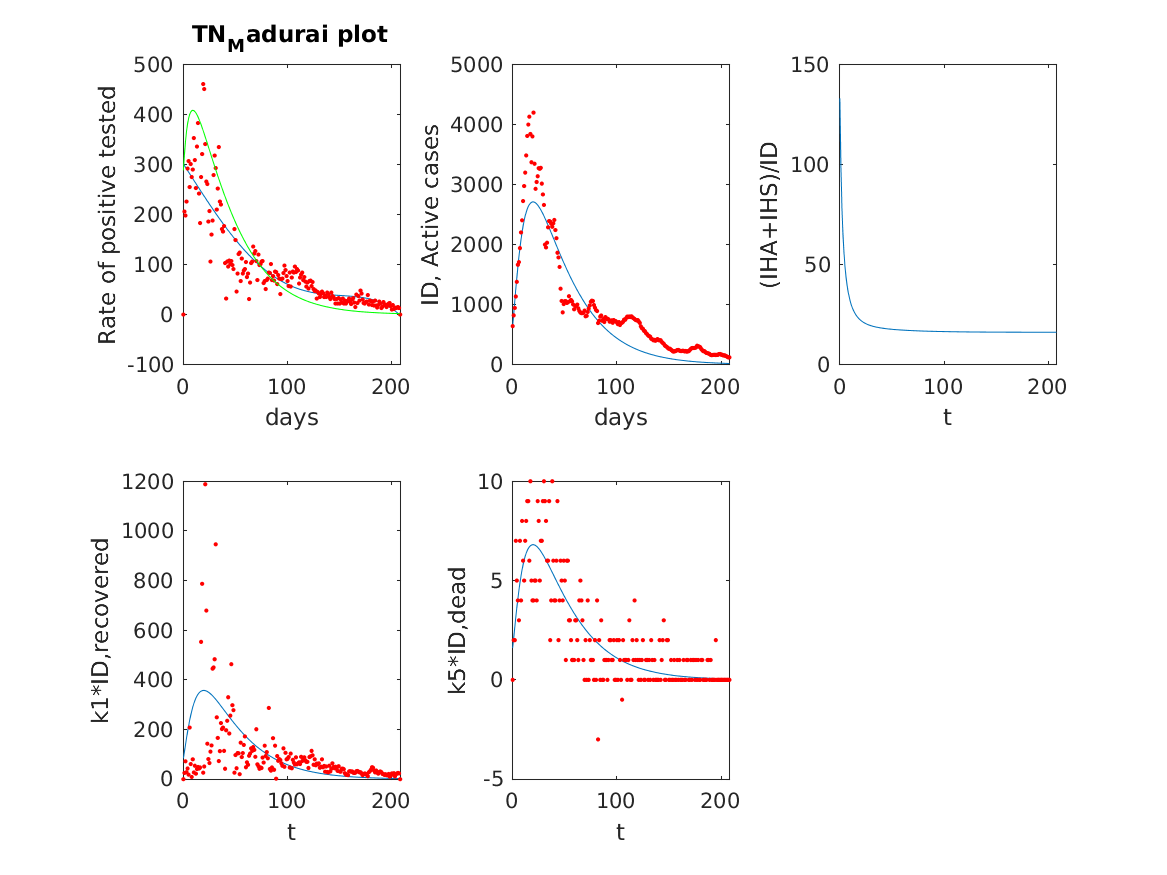 TNMadurai plot
500
400
300
200
100
0
-100
Rate of positive tested
0 100 200
days
5000
4000
3000
2000
1000
0
ID, Active cases
0 100 200
days
150
100
50
0
(IHA+IHS)/ID
0 100 200
t
1200
1000
800
600
400
200
0
k1*ID,recovered
0 100 200
t
10
5
0
-5
k5*ID,dead
0 100 200
t